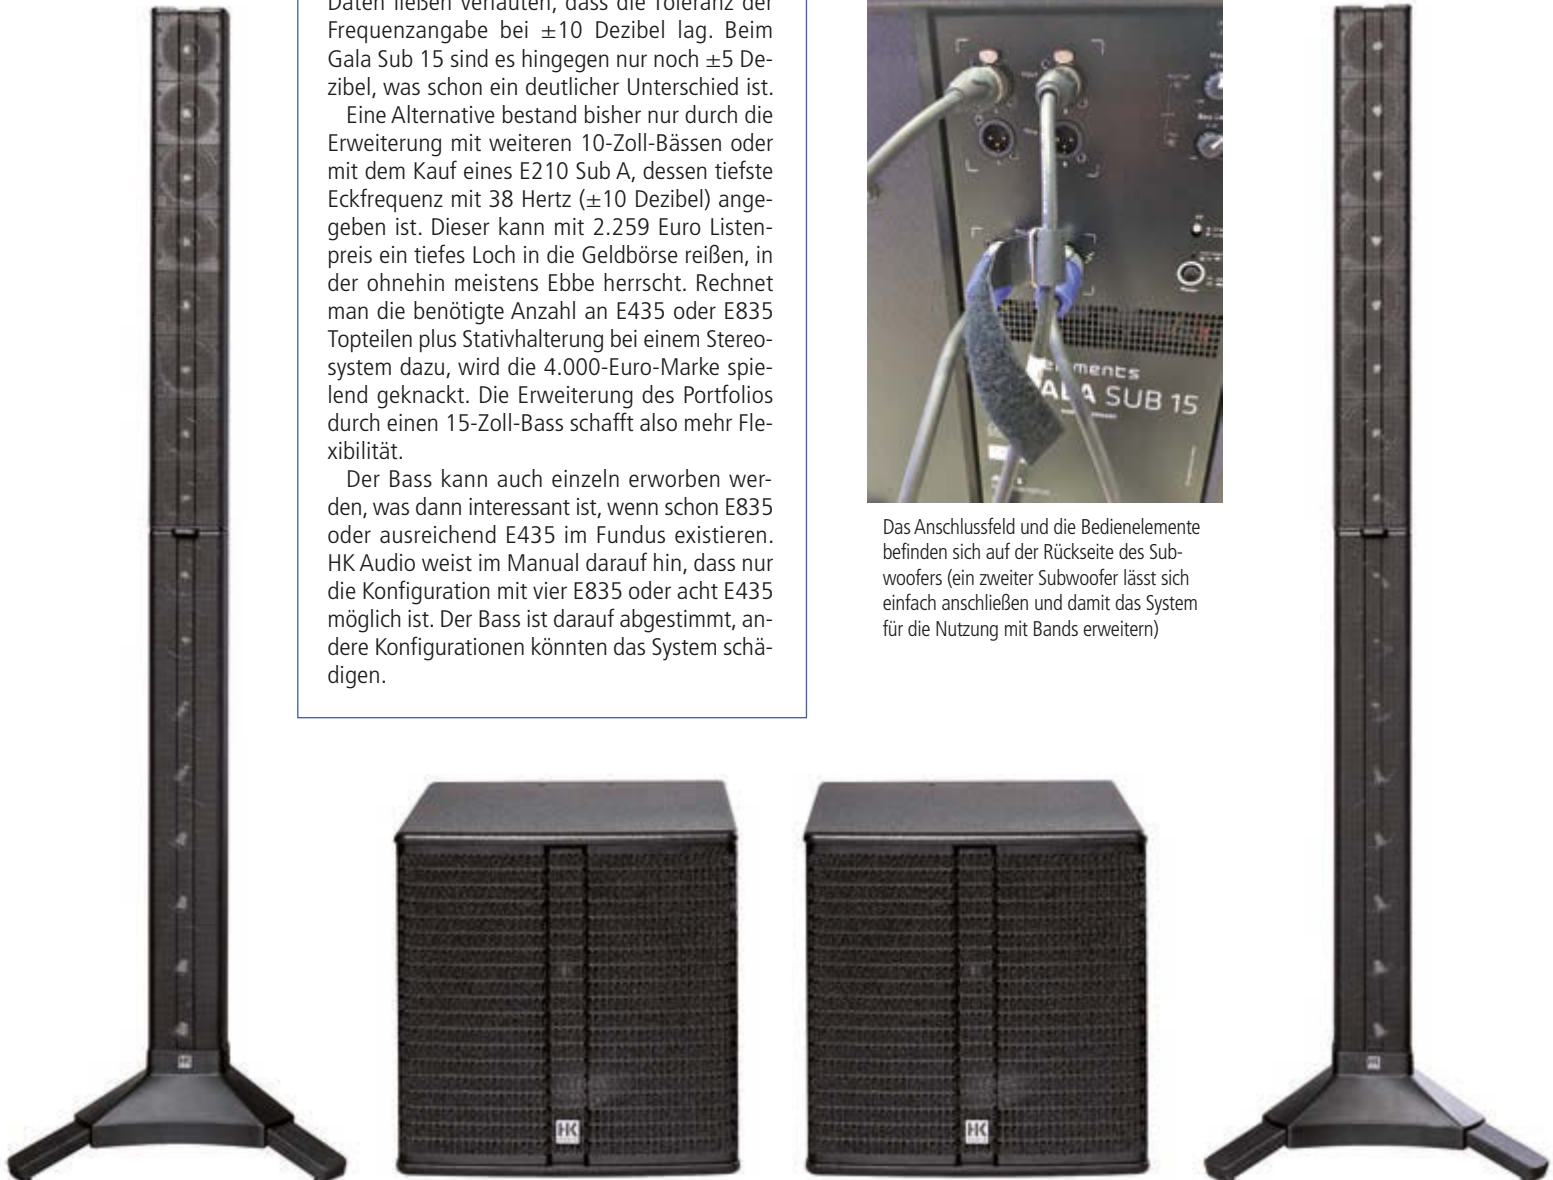 Daten ließen verlauten, dass die Toleranz der
Frequenzangabe bei ±10 Dezibel lag. Beim
Gala Sub 15 sind es hingegen nur noch ±5 De-
zibel, was schon ein deutlicher Unterschied ist.
Eine Alternative bestand bisher nur durch die
Erweiterung mit weiteren 10-Zoll-Bässen oder
mit dem Kauf eines E210 Sub A, dessen tiefste
Eckfrequenz mit 38 Hertz (±10 Dezibel) ange-
geben ist. Dieser kann mit 2.259 Euro Listen-
preis ein tiefes Loch in die Geldbörse reißen, in
der ohnehin meistens Ebbe herrscht. Rechnet
man die benötigte Anzahl an E435 oder E835
Topteilen plus Stativhalterung bei einem Stereo-
system dazu, wird die 4.000-Euro-Marke spie-
lend geknackt. Die Erweiterung des Portfolios
durch einen 15-Zoll-Bass schafft also mehr Fle-
xibilität.
Der Bass kann auch einzeln erworben wer-
den, was dann interessant ist, wenn schon E835
oder ausreichend E435 im Fundus existieren.
HK Audio weist im Manual darauf hin, dass nur
die Konfiguration mit vier E835 oder acht E435
möglich ist. Der Bass ist darauf abgestimmt, an-
dere Konfigurationen könnten das System schä-
digen.
SUB 15
Das Anschlussfeld und die Bedienelemente
befinden sich auf der Rückseite des Sub-
woofers (ein zweiter Subwoofer lässt sich
einfach anschließen und damit das System
für die Nutzung mit Bands erweitern)
HK
HK
HK
HK